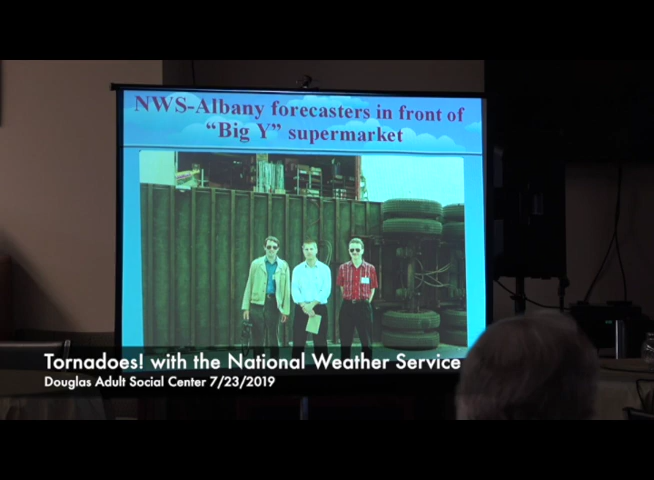 NWS-Albany forecasters in front of
“Big Y” supermarket
Tornadoes! with the National Weather Service
Douglas Adult Social Center 7/23/2019